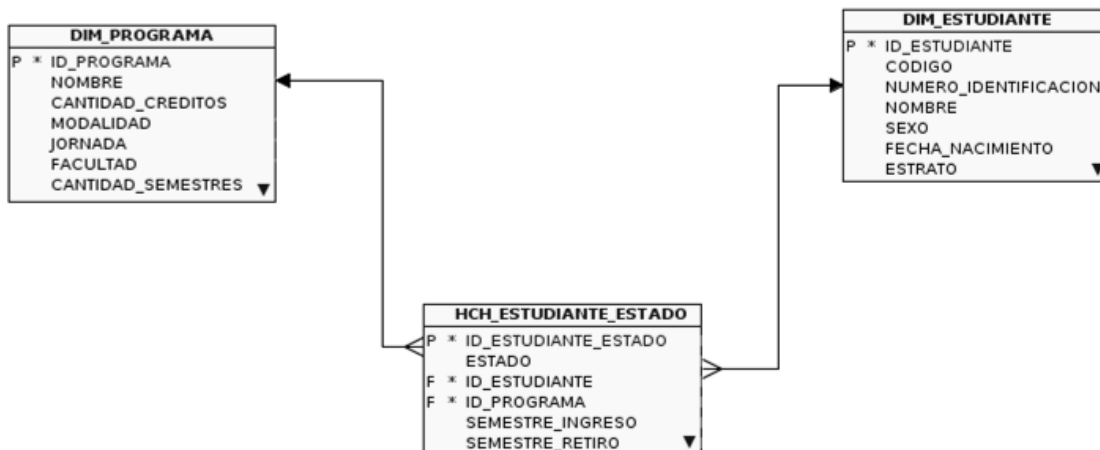 DIM_PROGRAMA
P * ID_PROGRAMA
NOMBRE
CANTIDAD_CREDITOS
MODALIDAD
JORNADA
FACULTAD
CANTIDAD_SEMESTRES
DIM_ESTUDIANTE
P * ID_ESTUDIANTE
CODIGO
NUMERO_IDENTIFICACION
NOMBRE
SEXO
FECHA_NACIMIENTO
ESTRATO
HCH_ESTUDIANTE_ESTADO
P * ID_ESTUDIANTE_ESTADO
ESTADO
F * ID_ESTUDIANTE
F * ID_PROGRAMA
SEMESTRE_INGRESO
SEMESTRE_RETIRO